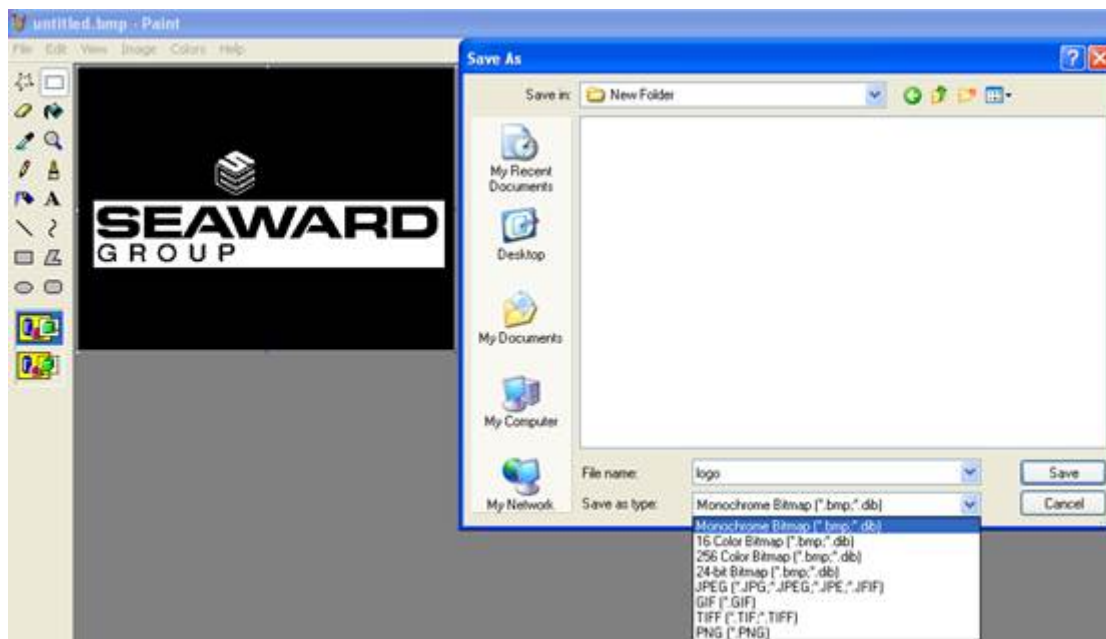 untitled.bmp - Paint
File Edit View Image Colors Help
SEAWARD
GROUP
Save As
Save in: New Folder
My Recent
Documents
Desktop
My Documents
My Computer
My Network
File name: logo
Save
Save as type: Monochrome Bitmap (*.bmp;*.dib)
Cancel
Monochrome Bitmap (*.bmp;*.dib)
16 Color Bitmap (*.bmp;*.dib)
256 Color Bitmap (*.bmp;*.dib)
24-bit Bitmap (*.bmp;*.dib)
JPEG (*.JPG;*.JPEG;*.JPE;*.JFIF)
GIF (*.GIF)
TIFF (*.TIF;*.TIFF)
PNG (*.PNG)